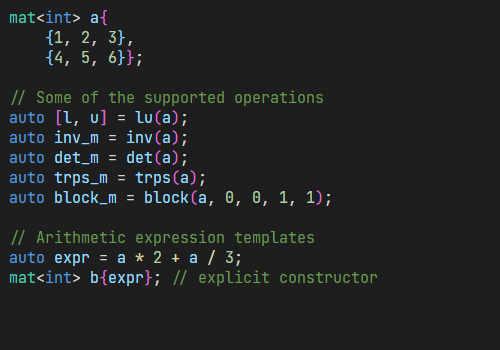 mat<int> a{
    {1, 2, 3},
    {4, 5, 6}};

// Some of the supported operations
auto [l, u] = lu(a);
auto inv_m = inv(a);
auto det_m = det(a);
auto trps_m = trps(a);
auto block_m = block(a, 0, 0, 1, 1);

// Arithmetic expression templates
auto expr = a * 2 + a / 3;
mat<int> b{expr}; // explicit constructor